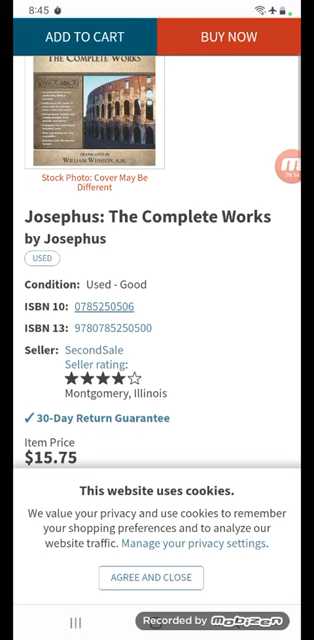 8:45
ADD TO CART
BUY NOW
THE COMPLETE WORKS
TRANSLATED BY
WILLIAM WHISTON, A.M.
Stock Photo: Cover May Be
Different
Josephus: The Complete Works
by Josephus
USED
Condition: Used - Good
ISBN 10: 0785250506
ISBN 13: 9780785250500
Seller: SecondSale
Seller rating:
Montgomery, Illinois
✓ 30-Day Return Guarantee
Item Price
$15.75
This website uses cookies.
We value your privacy and use cookies to remember
your shopping preferences and to analyze our
website traffic. Manage your privacy settings.
AGREE AND CLOSE
Recorded by Mobizen